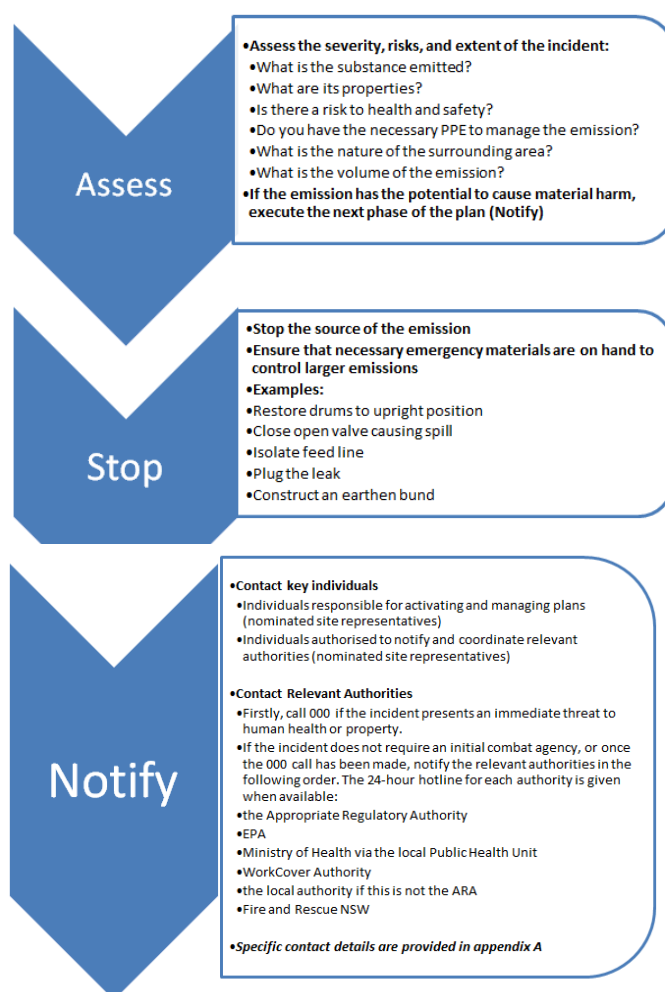 Assess
•Assess the severity, risks, and extent of the incident:
•What is the substance emitted?
•What are its properties?
•Is there a risk to health and safety?
•Do you have the necessary PPE to manage the emission?
•What is the nature of the surrounding area?
•What is the volume of the emission?
•If the emission has the potential to cause material harm,
execute the next phase of the plan (Notify)
Stop
•Stop the source of the emission
•Ensure that necessary emergency materials are on hand to
control larger emissions
•Examples:
•Restore drums to upright position
•Close open valve causing spill
•Isolate feed line
•Plug the leak
•Construct an earthen bund
Notify
•Contact key individuals
•Individuals responsible for activating and managing plans
(nominated site representatives)
•Individuals authorised to notify and coordinate relevant
authorities (nominated site representatives)
•Contact Relevant Authorities
•Firstly, call 000 if the incident presents an immediate threat to
human health or property.
•If the incident does not require an initial combat agency, or once
the 000 call has been made, notify the relevant authorities in the
following order. The 24-hour hotline for each authority is given
when available:
•the Appropriate Regulatory Authority
•EPA
•Ministry of Health via the local Public Health Unit
•WorkCover Authority
•the local authority if this is not the ARA
•Fire and Rescue NSW
•Specific contact details are provided in appendix A